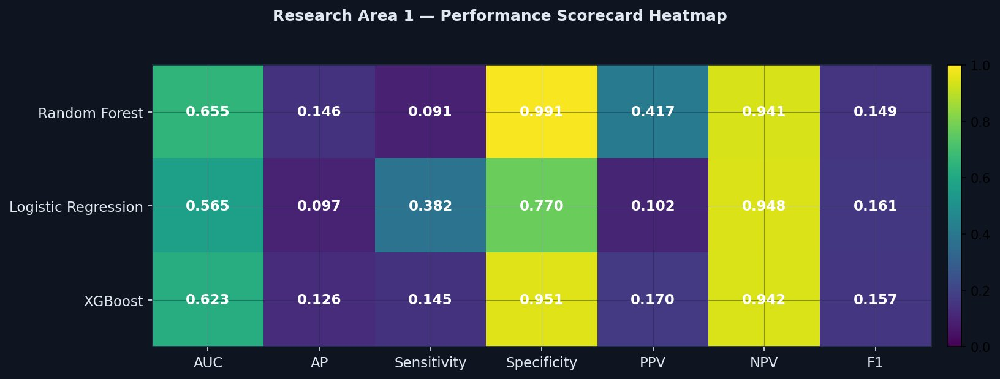 Research Area 1 — Performance Scorecard Heatmap
1.0
Random Forest 0.655 0.146 0.091 0.991 0.417 0.941 0.149
0.8
0.6
Logistic Regression 0.565 0.097 0.382 0.770 0.102 0.948 0.161
0.4
0.2
XGBoost 0.623 0.126 0.145 0.951 0.170 0.942 0.157
0.0
AUC AP Sensitivity Specificity PPV NPV F1